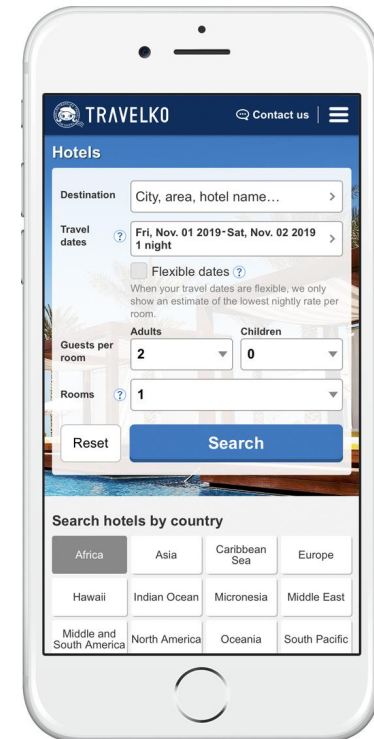 TRAVELKO
Contact us
Hotels
Destination
City, area, hotel name...
Travel dates ?
Fri, Nov. 01 2019-Sat, Nov. 02 2019
1 night
Flexible dates ?
When your travel dates are flexible, we only
show an estimate of the lowest nightly rate per
room.
Adults
Children
Guests per
room
2
0
Rooms ?
1
Reset
Search
Search hotels by country
Africa
Asia
Caribbean
Sea
Europe
Hawaii
Indian Ocean
Micronesia
Middle East
Middle and
South America
North America
Oceania
South Pacific